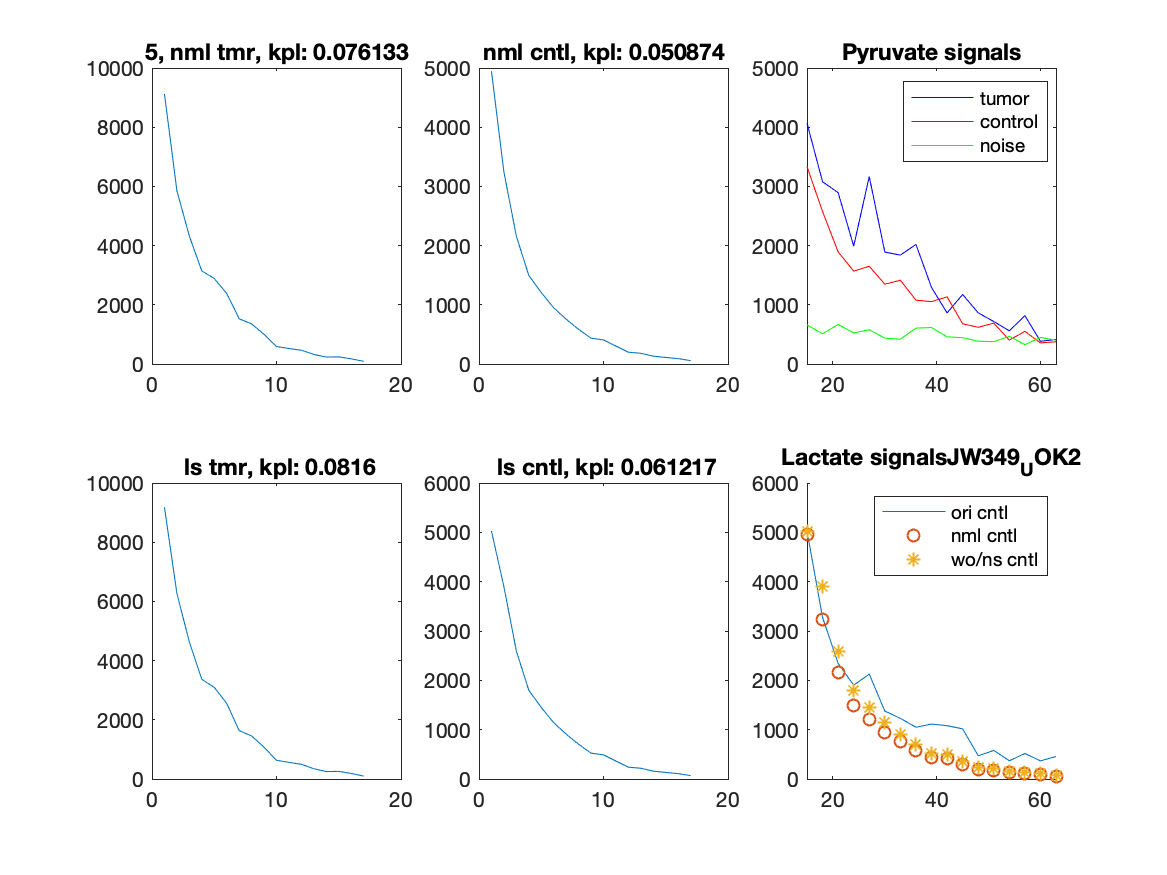 5, nml tmr, kpl: 0.076133
10000
8000
6000
4000
2000
0
0 10 20
nml cntl, kpl: 0.050874
5000
4000
3000
2000
1000
0
0 10 20
Pyruvate signals
5000
4000
3000
2000
1000
0
20 40 60
tumor
control
noise
ls tmr, kpl: 0.0816
10000
8000
6000
4000
2000
0
0 10 20
ls cntl, kpl: 0.061217
6000
5000
4000
3000
2000
1000
0
0 10 20
Lactate signalsJW349_UOK2
6000
5000
4000
3000
2000
1000
0
20 40 60
ori cntl
nml cntl
wo/ns cntl